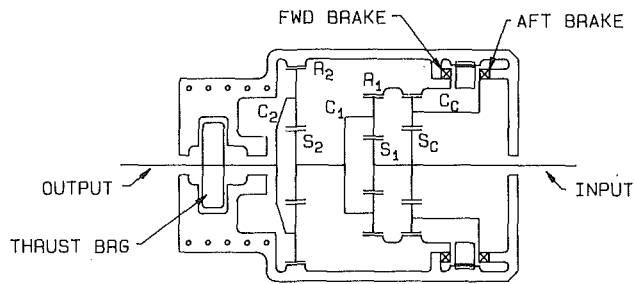 FWD BRAKE
AFT BRAKE
R2
R1
CC
C2
C1
S2
S1
SC
OUTPUT
INPUT
THRUST BRG